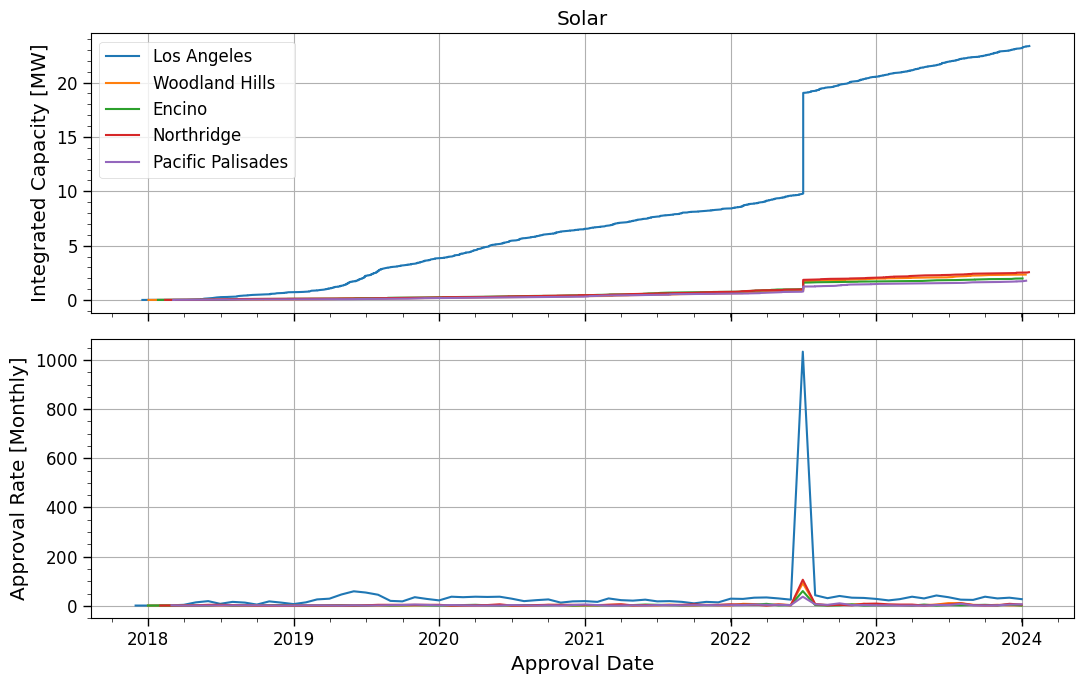 Solar
Integrated Capacity [MW]
20
15
10
5
0
Los Angeles
Woodland Hills
Encino
Northridge
Pacific Palisades
Approval Rate [Monthly]
1000
800
600
400
200
0
2018 2019 2020 2021 2022 2023 2024
Approval Date